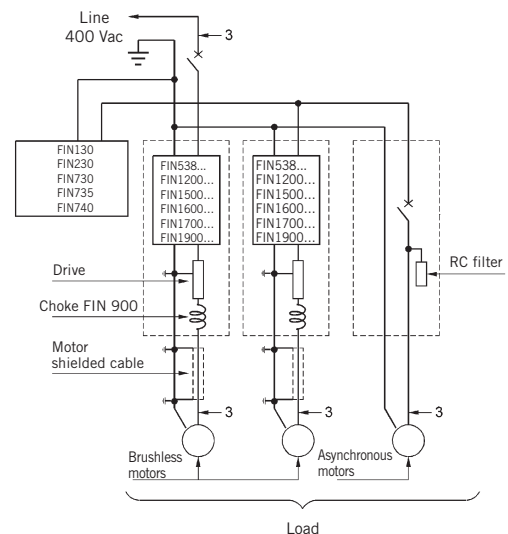 Line
400 Vac
3
FIN130
FIN230
FIN730
FIN735
FIN740
FIN538...
FIN1200...
FIN1500...
FIN1600...
FIN1700...
FIN1900...
FIN538...
FIN1200...
FIN1500...
FIN1600...
FIN1700...
FIN1900...
RC filter
Drive
Choke FIN 900
Motor
shielded cable
3
3
3
Brushless
motors
Asynchronous
motors
Load